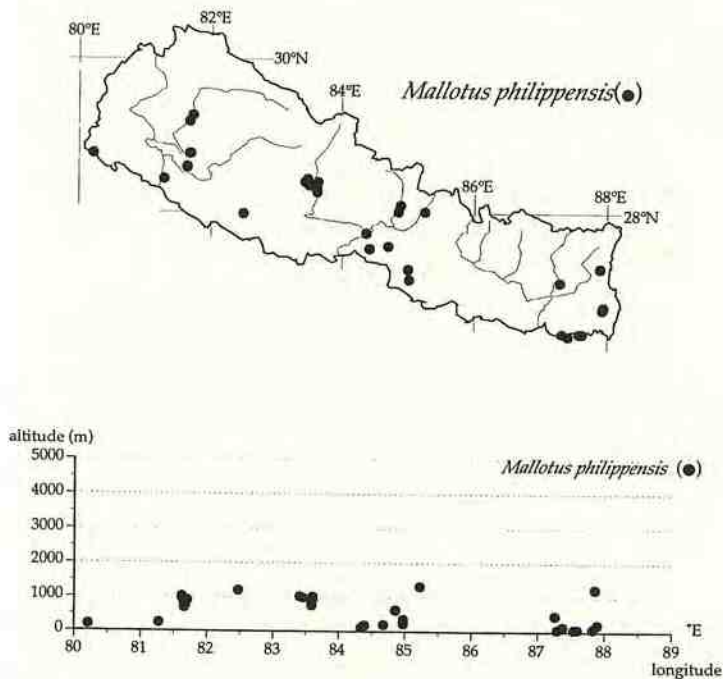 80°E
82°E
30°N
84°E
Mallotus philippensis(●)
86°E
88°E
28°N
altitude (m)
5000
4000
3000
2000
1000
0
Mallotus philippensis (●)
80 81 82 83 84 85 86 87 88 89
°E
longitude